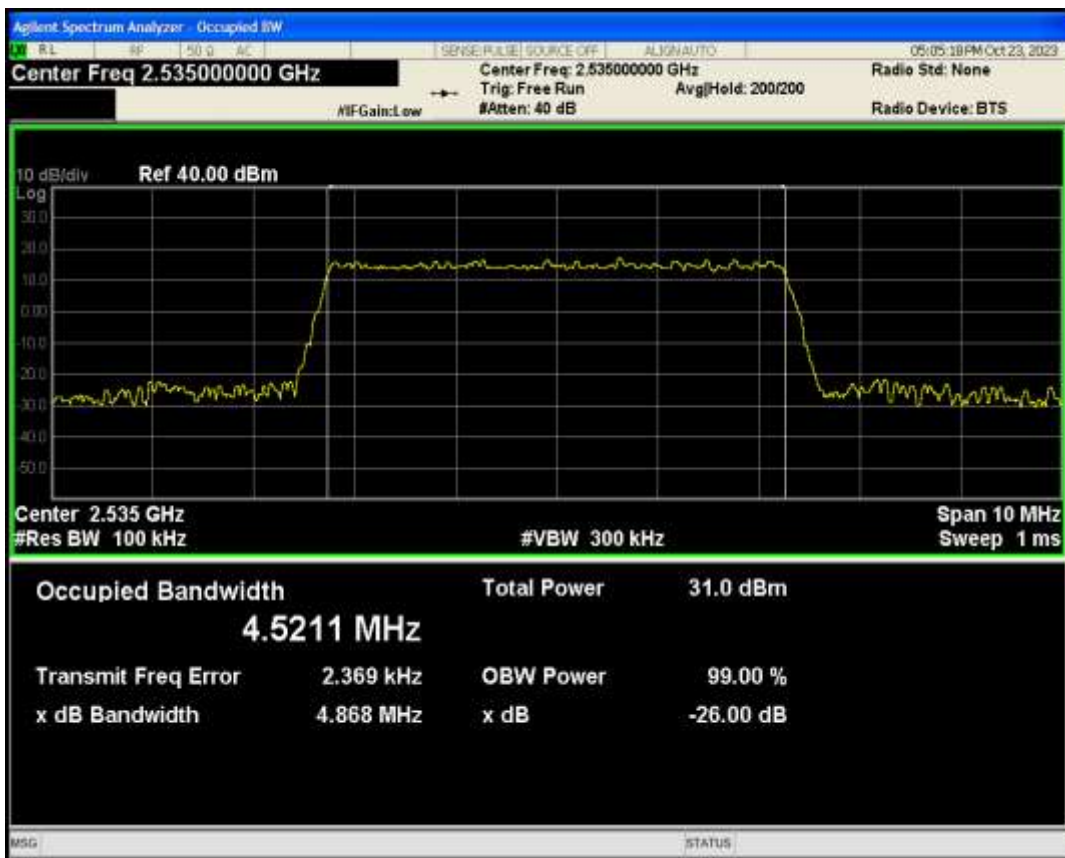 Agilent Spectrum Analyzer - Occupied BW
RL RF 50 Ω AC SENSE:PULSE SOURCE OFF ALIGNAUTO 05:05:18PM Oct 23, 2023
Center Freq 2.535000000 GHz Center Freq: 2.535000000 GHz Radio Std: None
Trig: Free Run Avg|Hold: 200/200
#IFGain:Low #Atten: 40 dB Radio Device: BTS
10 dB/div Ref 40.00 dBm
Log
30.0
20.0
10.0
0.00
-10.0
-20.0
-30.0
-40.0
-50.0
Center 2.535 GHz Span 10 MHz
#Res BW 100 kHz #VBW 300 kHz Sweep 1 ms
Occupied Bandwidth Total Power 31.0 dBm
4.5211 MHz
Transmit Freq Error 2.369 kHz OBW Power 99.00 %
x dB Bandwidth 4.868 MHz x dB -26.00 dB
MSG STATUS